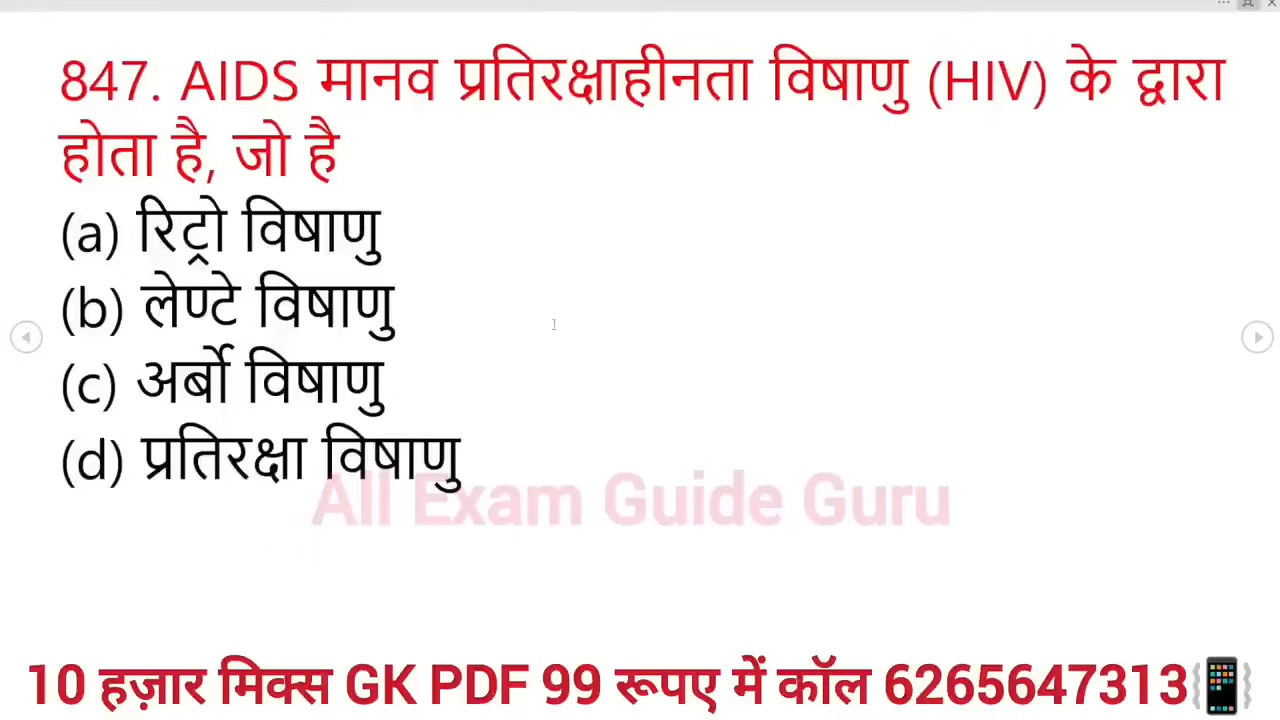 847. AIDS मानव प्रतिरक्षाहीनता विषाणु (HIV) के द्वारा
होता है, जो है
(a) रिट्रो विषाणु
(b) लेण्टे विषाणु
(c) अर्बो विषाणु
(d) प्रतिरक्षा विषाणु
All Exam Guide Guru
10 हज़ार मिक्स GK PDF 99 रूपए में कॉल 6265647313